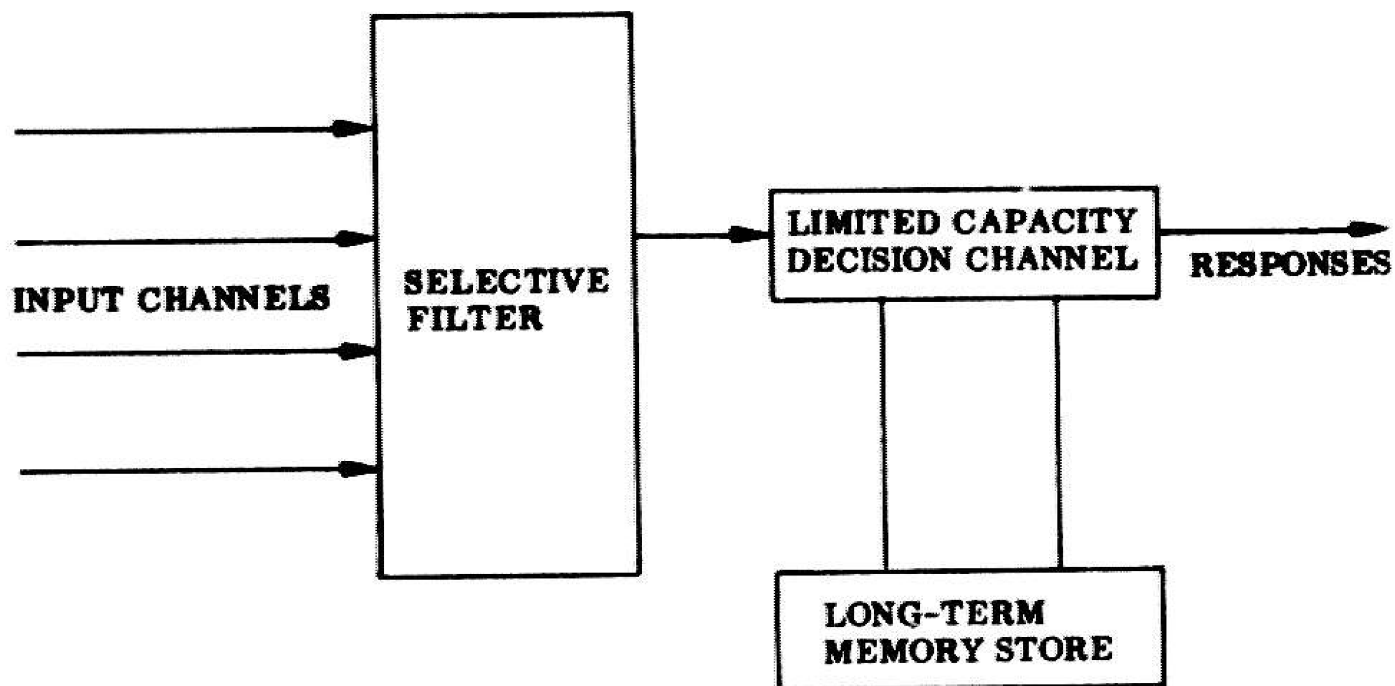 INPUT CHANNELS
SELECTIVE
FILTER
LIMITED CAPACITY
DECISION CHANNEL
RESPONSES
LONG-TERM
MEMORY STORE